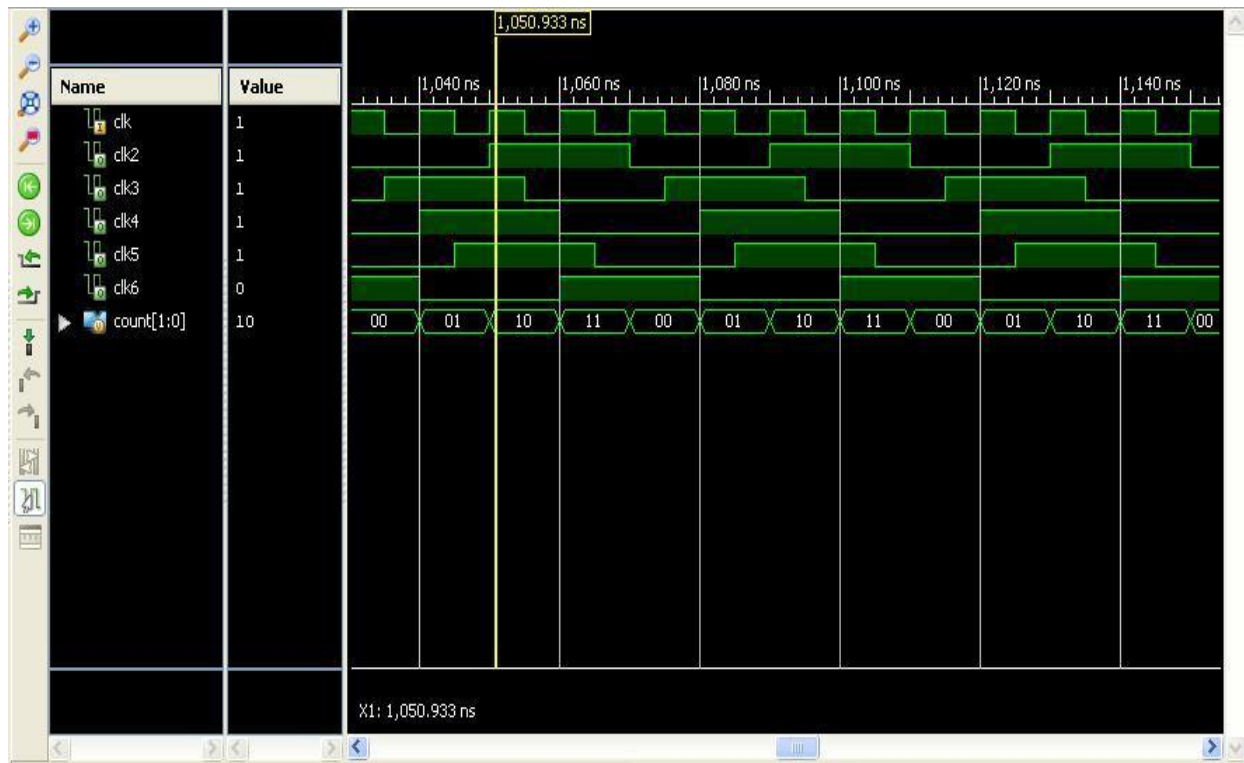 1,050.933 ns
Name Value
1,040 ns 1,060 ns 1,080 ns 1,100 ns 1,120 ns 1,140 ns
clk 1
clk2 1
clk3 1
clk4 1
clk5 1
clk6 0
count[1:0] 10 00 01 10 11 00 01 10 11 00 01 10 11 00
X1: 1,050.933 ns